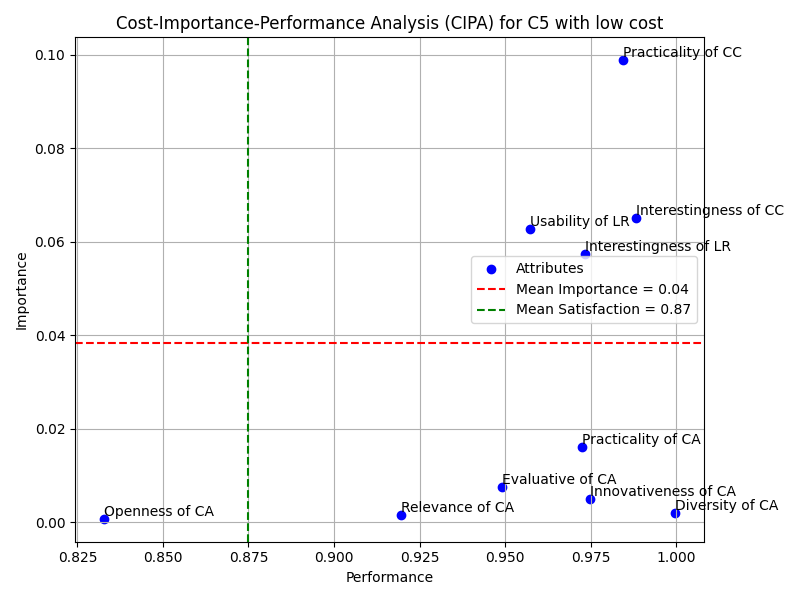 Cost-Importance-Performance Analysis (CIPA) for C5 with low cost
Importance
0.10
0.08
0.06
0.04
0.02
0.00
Practicality of CC
Interestingness of CC
Usability of LR
Interestingness of LR
Attributes
Mean Importance = 0.04
Mean Satisfaction = 0.87
Practicality of CA
Evaluative of CA
Innovativeness of CA
Diversity of CA
Relevance of CA
Openness of CA
0.825 0.850 0.875 0.900 0.925 0.950 0.975 1.000
Performance